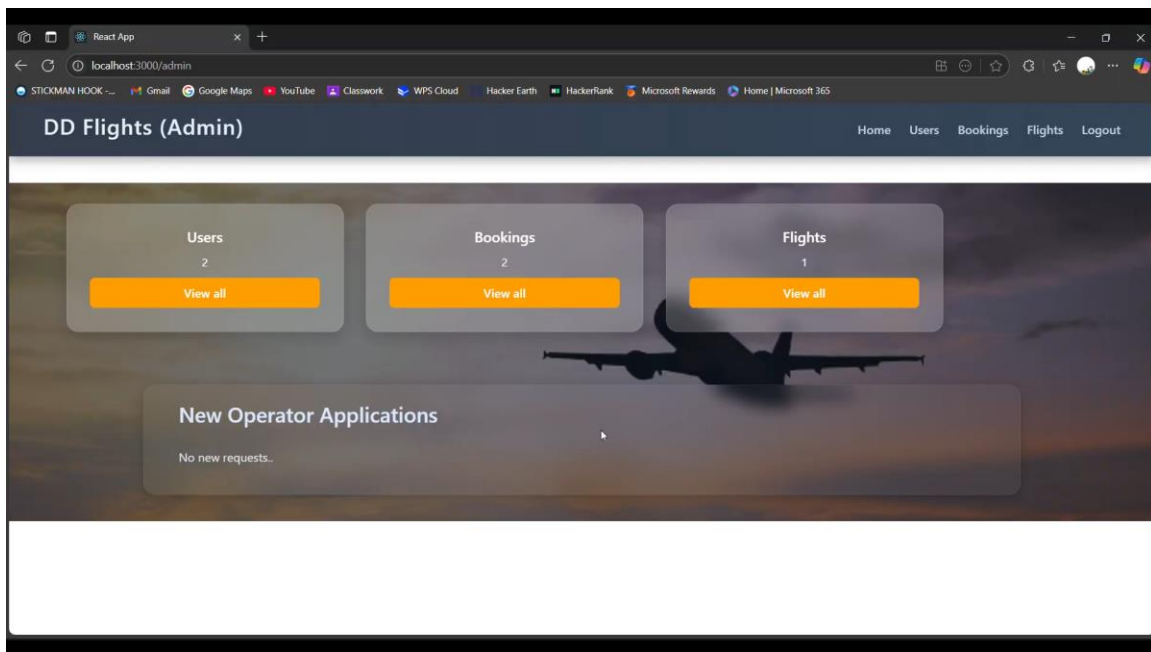 React App
localhost:3000/admin
STICKMAN HOOK -... Gmail Google Maps YouTube Classwork WPS Cloud Hacker Earth HackerRank Microsoft Rewards Home | Microsoft 365
DD Flights (Admin) Home Users Bookings Flights Logout
Users Bookings Flights
2 2 1
View all View all View all
New Operator Applications
No new requests..